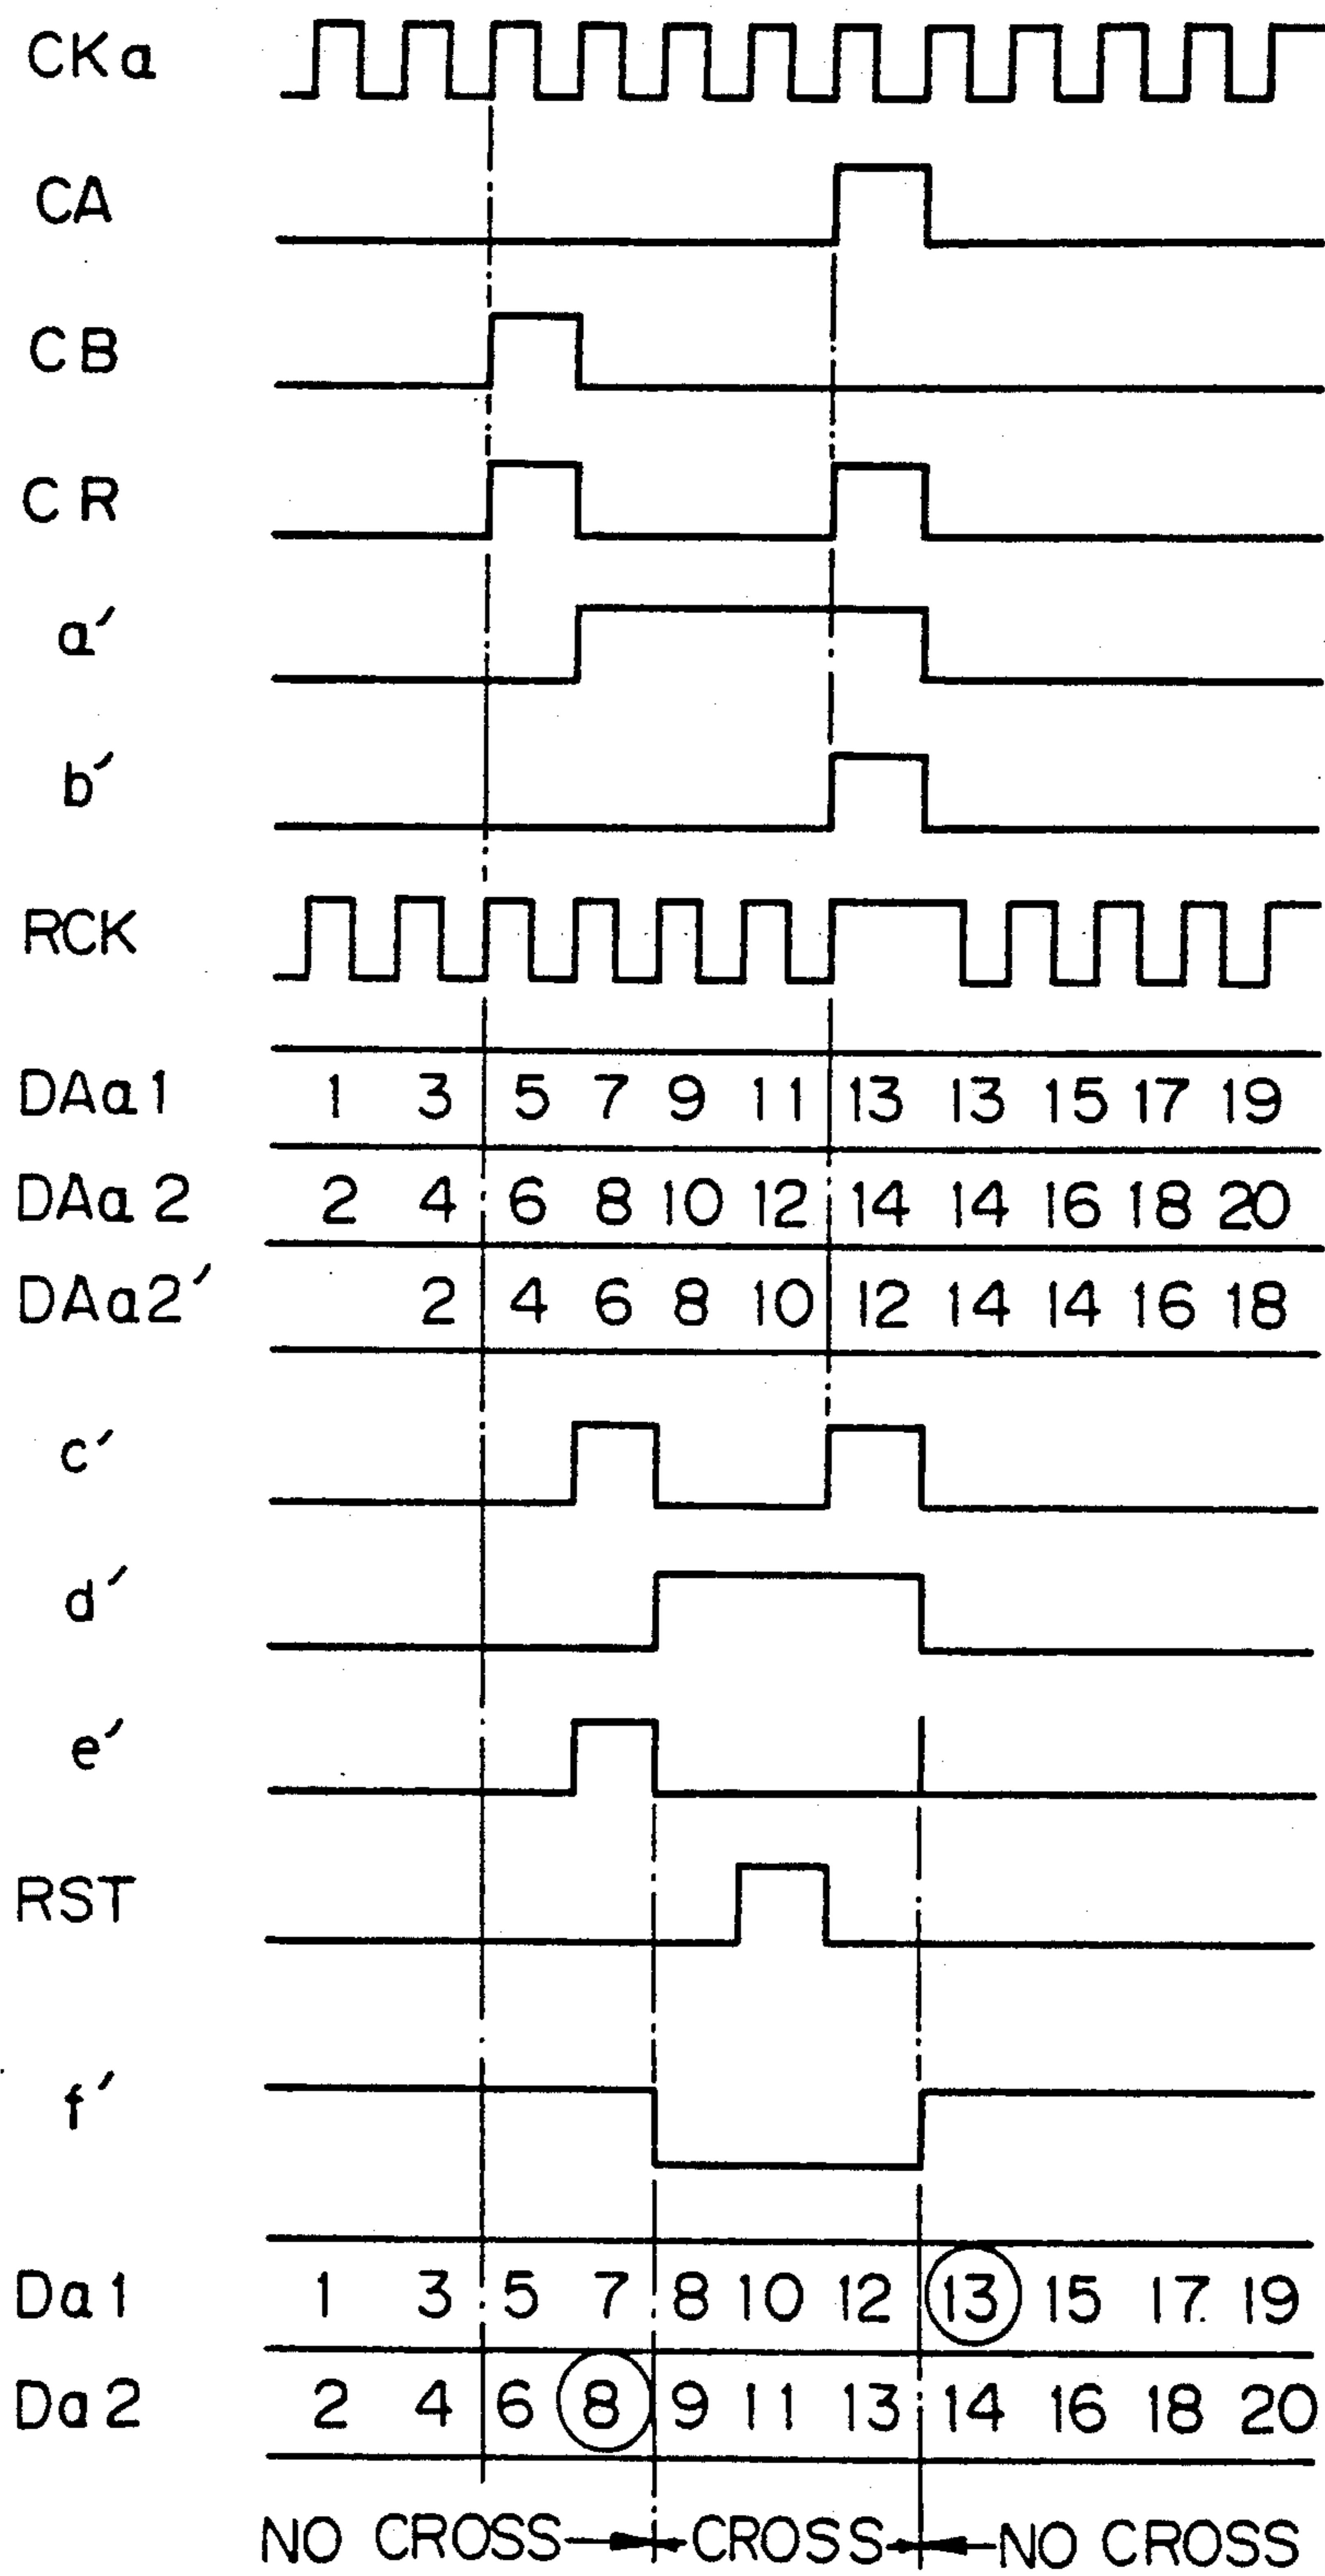 CKa
CA
CB
CR
a′
b′
RCK
DAa1 1 3 5 7 9 11 13 13 15 17 19
DAa2 2 4 6 8 10 12 14 14 16 18 20
DAa2′ 2 4 6 8 10 12 14 14 16 18
c′
d′
e′
RST
f′
Da1 1 3 5 7 8 10 12 13 15 17 19
Da2 2 4 6 8 9 11 13 14 16 18 20
NO CROSS CROSS NO CROSS